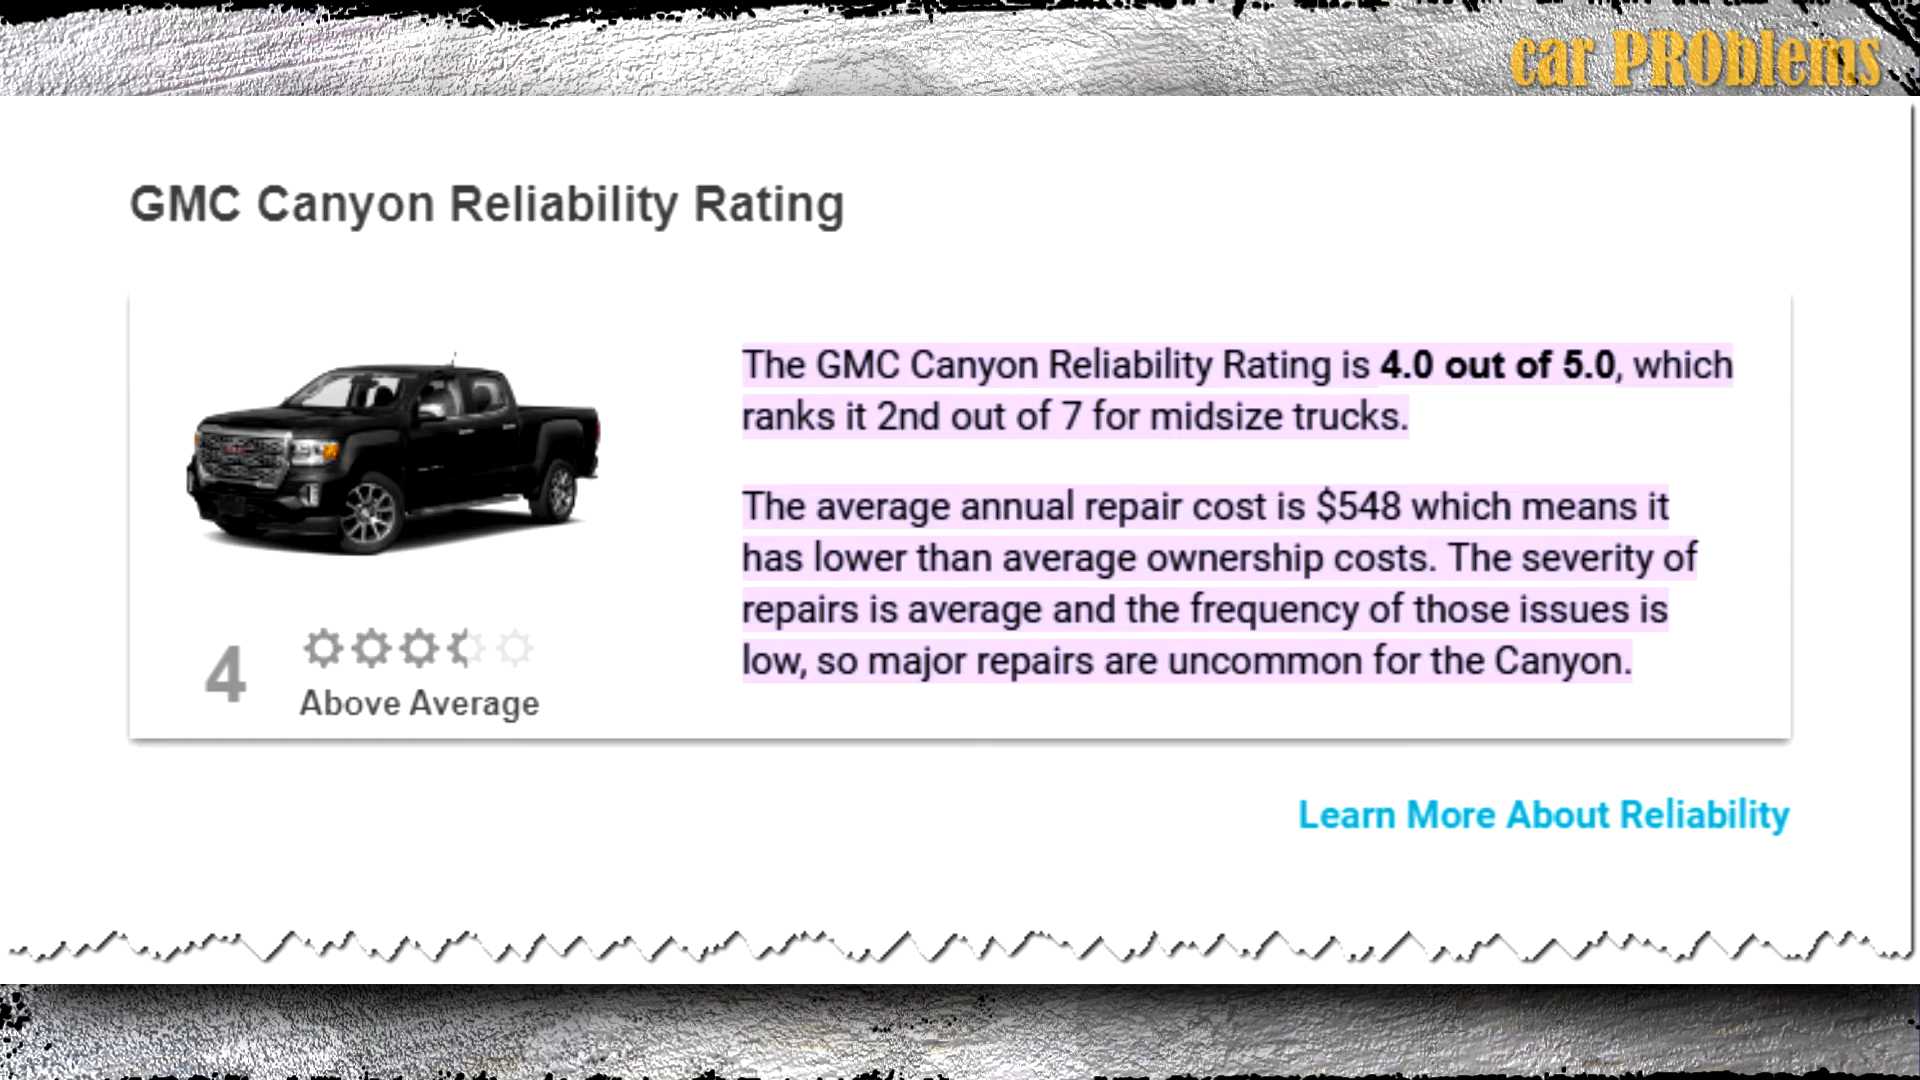 car PROblems
GMC Canyon Reliability Rating
The GMC Canyon Reliability Rating is 4.0 out of 5.0, which
ranks it 2nd out of 7 for midsize trucks.
The average annual repair cost is $548 which means it
has lower than average ownership costs. The severity of
repairs is average and the frequency of those issues is
low, so major repairs are uncommon for the Canyon.
4
Above Average
Learn More About Reliability